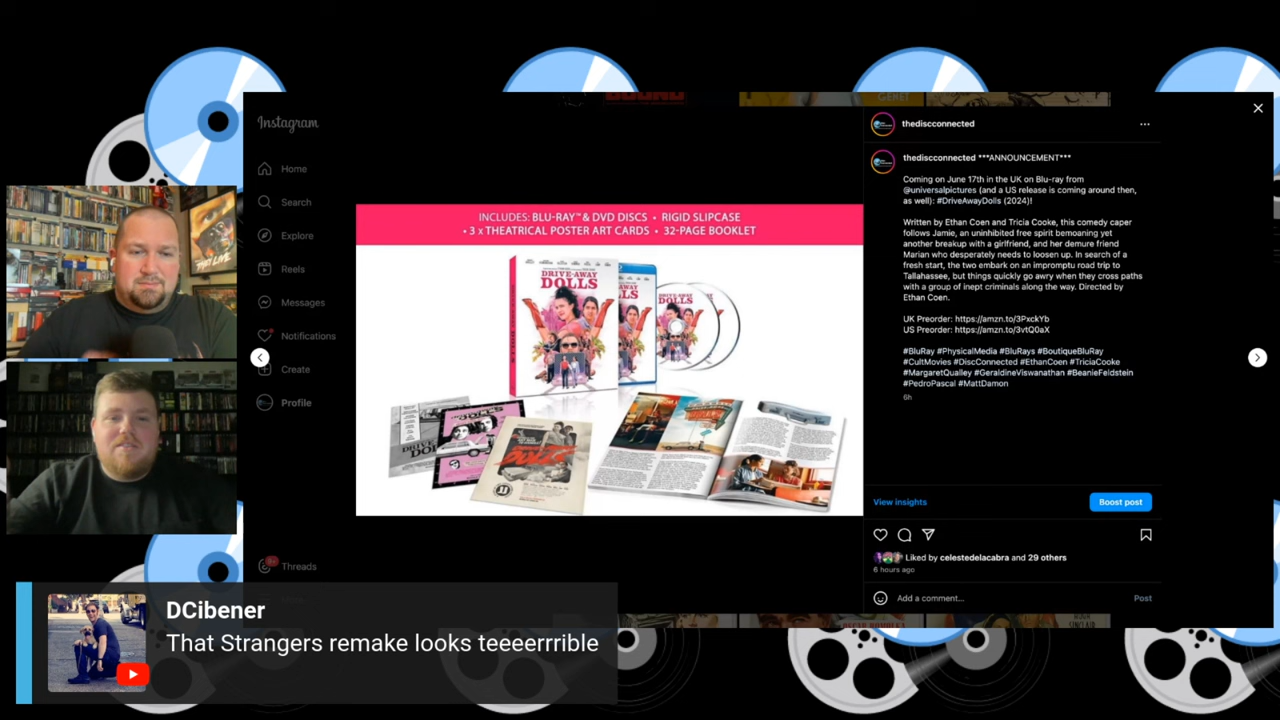 Instagram
Home
Search
Explore
Reels
Messages
Notifications
Create
Profile
Threads
GENET
INCLUDES: BLU-RAY™ & DVD DISCS • RIGID SLIPCASE
• 3 x THEATRICAL POSTER ART CARDS • 32-PAGE BOOKLET
DRIVE-AWAY
DOLLS
thediscconnected
thediscconnected ***ANNOUNCEMENT***
Coming on June 17th in the UK on Blu-ray from
@universalpictures (and a US release is coming around then,
as well): #DriveAwayDolls (2024)!
Written by Ethan Coen and Tricia Cooke, this comedy caper
follows Jamie, an uninhibited free spirit bemoaning yet
another breakup with a girlfriend, and her demure friend
Marian who desperately needs to loosen up. In search of a
fresh start, the two embark on an impromptu road trip to
Tallahassee, but things quickly go awry when they cross paths
with a group of inept criminals along the way. Directed by
Ethan Coen.
UK Preorder: https://amzn.to/3PxckYb
US Preorder: https://amzn.to/3vtQ0aX
#BluRay #PhysicalMedia #BluRays #BoutiqueBluRay
#CultMovies #DiscConnected #EthanCoen #TriciaCooke
#MargaretQualley #GeraldineViswanathan #BeanieFeldstein
#PedroPascal #MattDamon
6h
View insights
Boost post
Liked by celestedelacabra and 29 others
6 hours ago
Add a comment...
Post
DCibener
That Strangers remake looks teeeerrrible